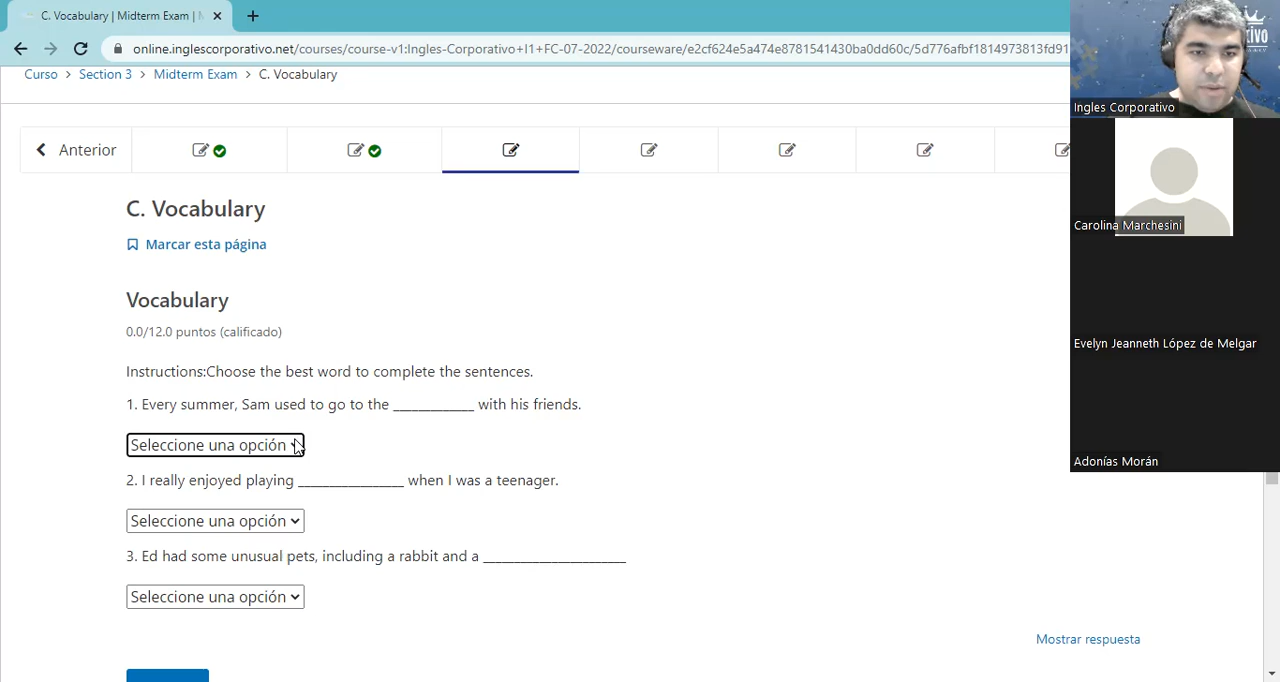 C. Vocabulary | Midterm Exam |
online.inglescorporativo.net/courses/course-v1:Ingles-Corporativo+I1+FC-07-2022/courseware/e2cf624e5a474e8781541430ba0dd60c/5d776afbf1814973813fd91
Curso > Section 3 > Midterm Exam > C. Vocabulary
Anterior
C. Vocabulary
Marcar esta página
Vocabulary
0.0/12.0 puntos (calificado)
Instructions:Choose the best word to complete the sentences.
1. Every summer, Sam used to go to the ____________ with his friends.
Seleccione una opción
2. I really enjoyed playing ________________ when I was a teenager.
Seleccione una opción
3. Ed had some unusual pets, including a rabbit and a _____________________
Seleccione una opción
Mostrar respuesta
Ingles Corporativo
Carolina Marchesini
Evelyn Jeanneth López de Melgar
Adonías Morán